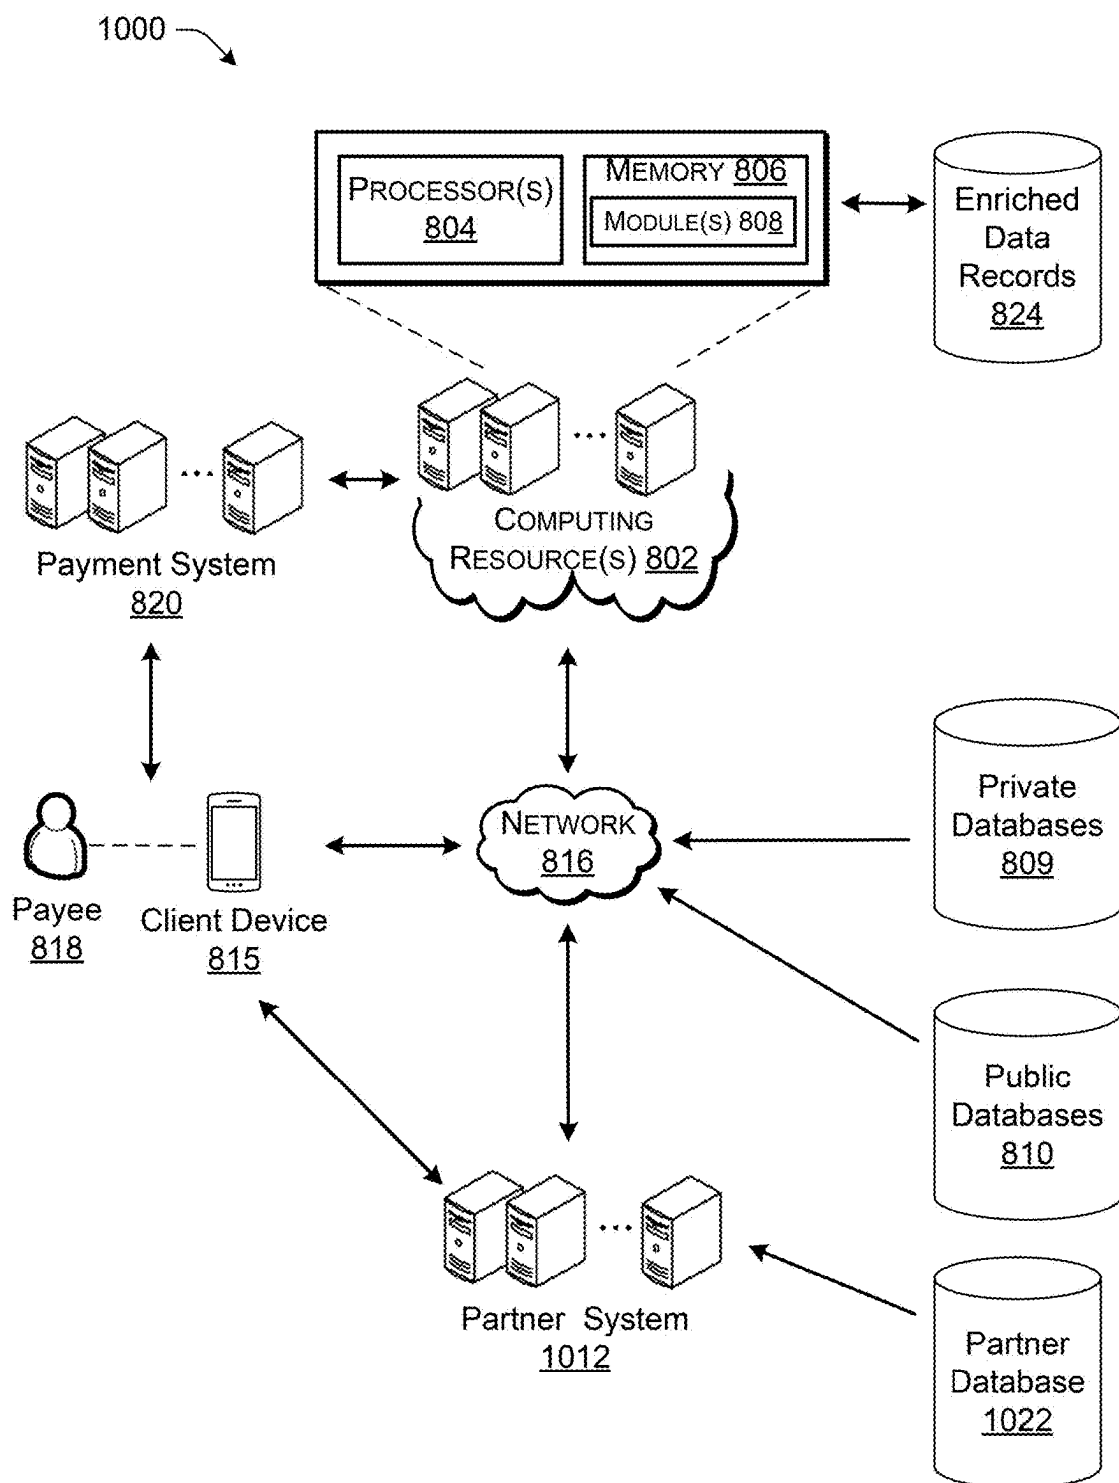 1000
PROCESSOR(S)
804
MEMORY 806
MODULE(S) 808
Enriched
Data
Records
824
Payment System
820
COMPUTING
RESOURCE(S) 802
Private
Databases
809
NETWORK
816
Payee
818
Client Device
815
Public
Databases
810
Partner System
1012
Partner
Database
1022